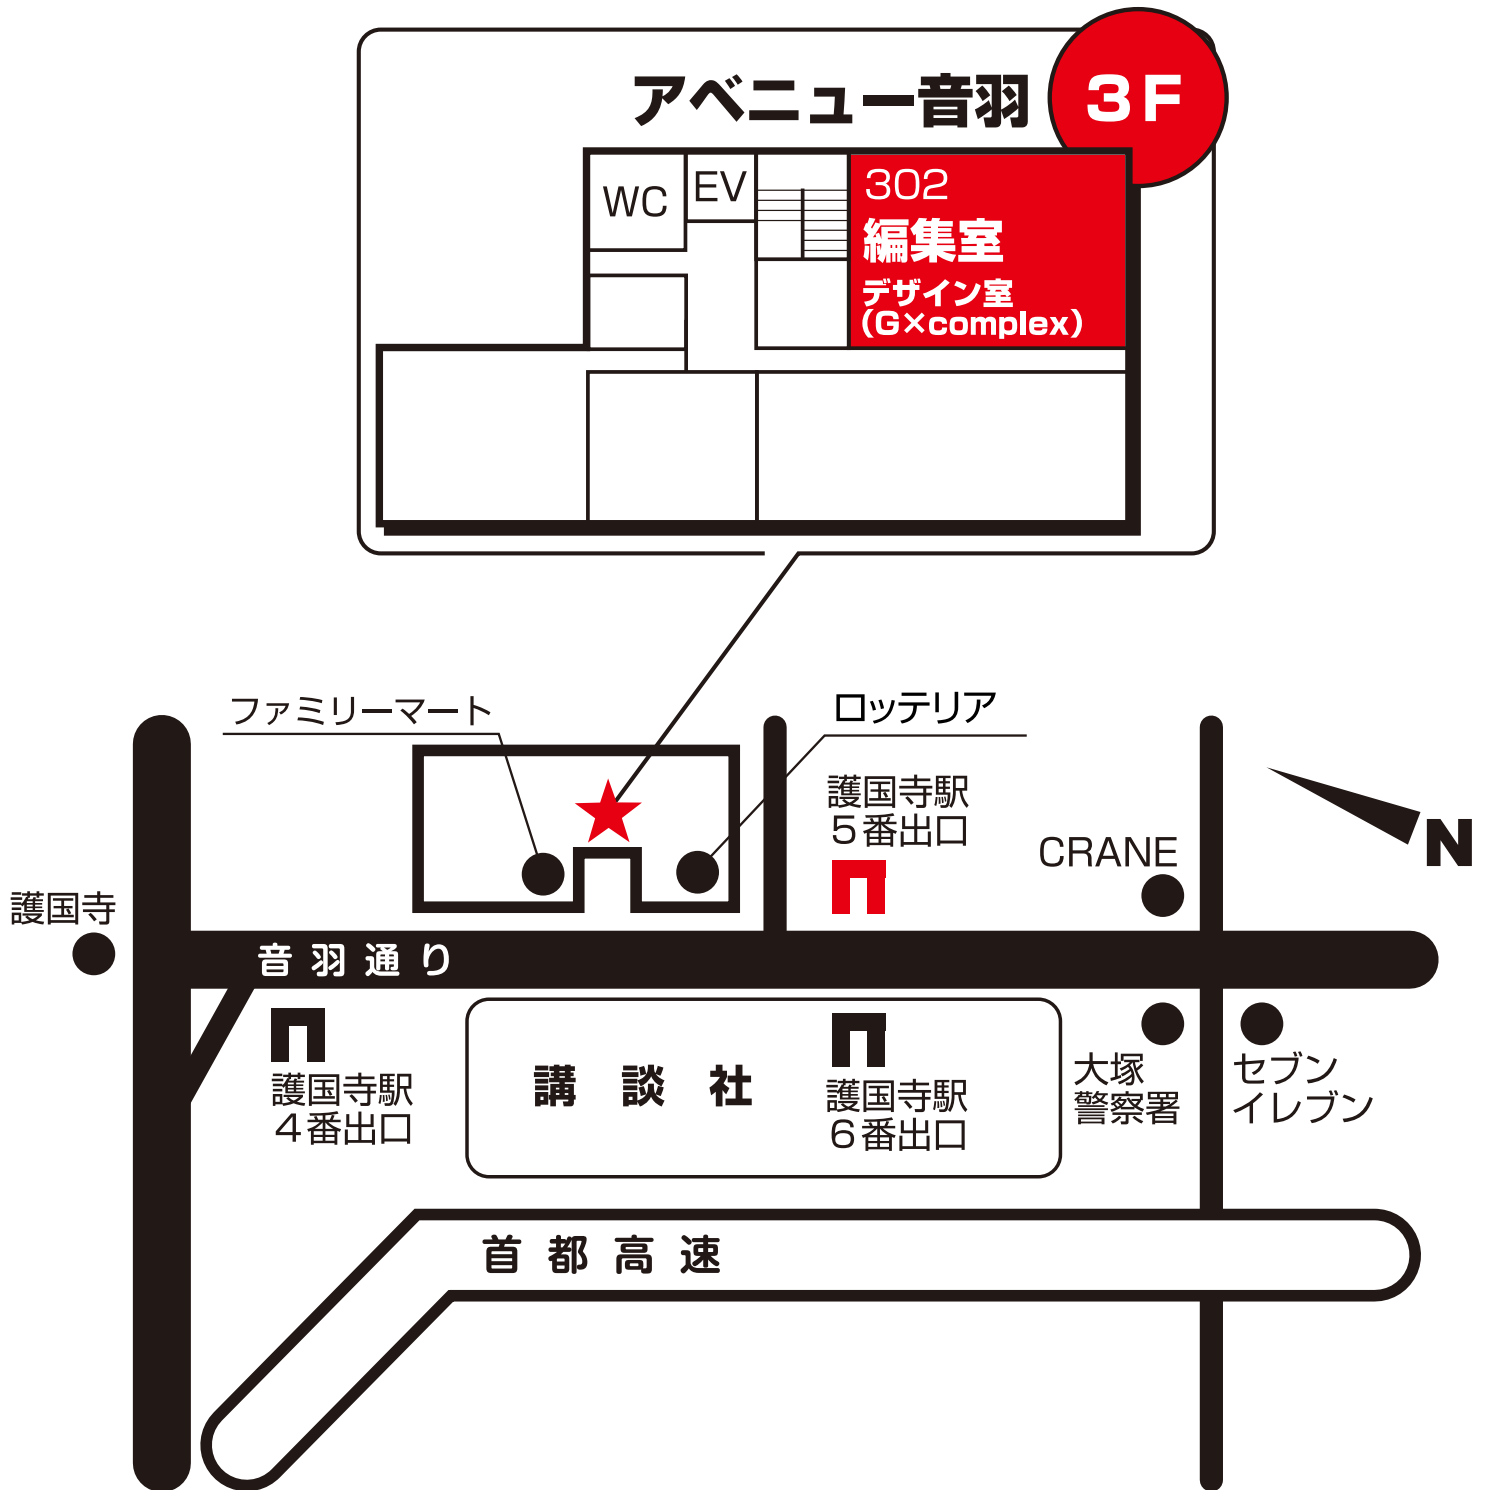 アベニュー音羽
3F
WC
EV
302
編集室
デザイン室
(G×complex)
ファミリーマート
ロッテリア
護国寺駅
5番出口
CRANE
N
護国寺
音羽通り
護国寺駅
4番出口
講談社
護国寺駅
6番出口
大塚
警察署
セブン
イレブン
首都高速